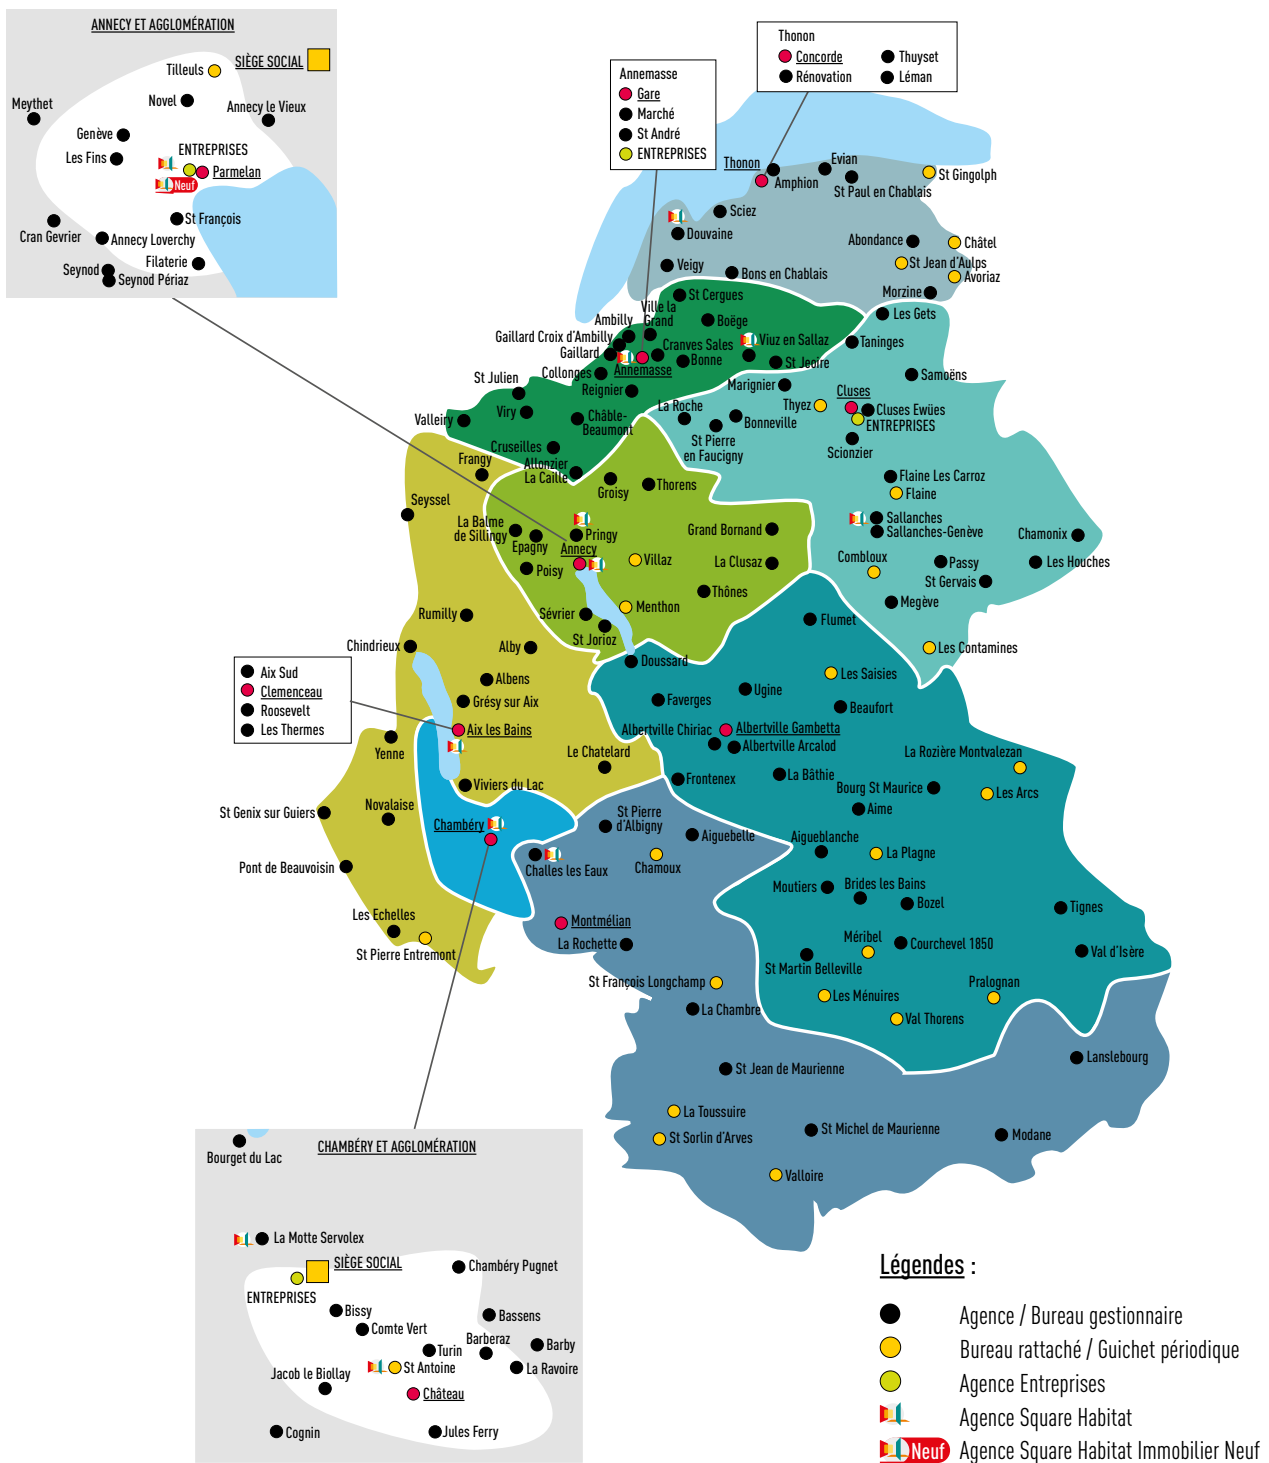 ANNECY ET AGGLOMÉRATION
SIÈGE SOCIAL
Tilleuls
Novel
Meythet
Annecy le Vieux
Genève
Les Fins
ENTREPRISES
Parmelan
Neuf
St François
Cran Gevrier
Annecy Loverchy
Filaterie
Seynod
Seynod Périaz
Thonon
Concorde
Thuyset
Rénovation
Léman
Annemasse
Gare
Marché
St André
ENTREPRISES
Thonon
Amphion
Evian
St Paul en Chablais
St Gingolph
Sciez
Douvaine
Abondance
Châtel
St Jean d'Aulps
Avoriaz
Veigy
Bons en Chablais
Morzine
St Cergues
Les Gets
Ville la
Grand
Ambilly
Boëge
Gaillard Croix d'Ambilly
Cranves Sales
Viuz en Sallaz
Taninges
Gaillard
Annemasse
Bonne
St Jeoire
Collonges
Samoëns
St Julien
Reignier
Marignier
Cluses
Thyez
Cluses Ewües
ENTREPRISES
Viry
Valleiry
Châble-
Beaumont
La Roche
Bonneville
St Pierre
en Faucigny
Scionzier
Cruseilles
Allonzier
La Caille
Frangy
Groisy
Thorens
Flaine Les Carroz
Flaine
Seyssel
La Balme
de Sillingy
Epagny
Pringy
Annecy
Grand Bornand
Sallanches
Sallanches-Genève
Chamonix
Poisy
Villaz
La Clusaz
Combloux
Passy
Les Houches
St Gervais
Thônes
Megève
Rumilly
Sévrier
Menthon
St Jorioz
Flumet
Chindrieux
Alby
Doussard
Les Contamines
Les Saisies
Aix Sud
Clemenceau
Roosevelt
Les Thermes
Albens
Grésy sur Aix
Faverges
Ugine
Beaufort
Aix les Bains
Albertville Chiriac
Albertville Gambetta
Albertville Arcalod
Yenne
Le Chatelard
La Rozière Montvalezan
Viviers du Lac
Frontenex
La Bâthie
Bourg St Maurice
Les Arcs
St Genix sur Guiers
Novalaise
Chambéry
St Pierre
d'Albigny
Aiguebelle
Aime
Aigueblanche
La Plagne
Pont de Beauvoisin
Challes les Eaux
Chamoux
Moutiers
Brides les Bains
Bozel
Tignes
Les Echelles
St Pierre Entremont
Montmélian
La Rochette
Méribel
Courchevel 1850
Val d'Isère
St Martin Belleville
St François Longchamp
Les Ménuires
Pralognan
La Chambre
Val Thorens
Lanslebourg
St Jean de Maurienne
La Toussuire
St Sorlin d'Arves
St Michel de Maurienne
Modane
Valloire
CHAMBÉRY ET AGGLOMÉRATION
Bourget du Lac
La Motte Servolex
SIÈGE SOCIAL
ENTREPRISES
Chambéry Pugnet
Bissy
Comte Vert
Bassens
Turin
Barberaz
Barby
St Antoine
La Ravoire
Jacob le Biollay
Château
Cognin
Jules Ferry
Légendes :
Agence / Bureau gestionnaire
Bureau rattaché / Guichet périodique
Agence Entreprises
Agence Square Habitat
Neuf Agence Square Habitat Immobilier Neuf